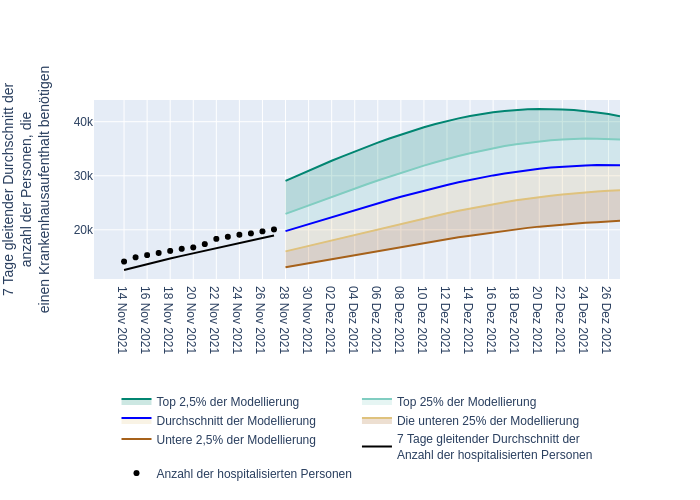 7 Tage gleitender Durchschnitt der
anzahl der Personen, die
einen Krankenhausaufenthalt benötigen
40k
30k
20k
14 Nov 2021
16 Nov 2021
18 Nov 2021
20 Nov 2021
22 Nov 2021
24 Nov 2021
26 Nov 2021
28 Nov 2021
30 Nov 2021
02 Dez 2021
04 Dez 2021
06 Dez 2021
08 Dez 2021
10 Dez 2021
12 Dez 2021
14 Dez 2021
16 Dez 2021
18 Dez 2021
20 Dez 2021
22 Dez 2021
24 Dez 2021
26 Dez 2021
Top 2,5% der Modellierung
Top 25% der Modellierung
Durchschnitt der Modellierung
Die unteren 25% der Modellierung
Untere 2,5% der Modellierung
7 Tage gleitender Durchschnitt der
Anzahl der hospitalisierten Personen
Anzahl der hospitalisierten Personen